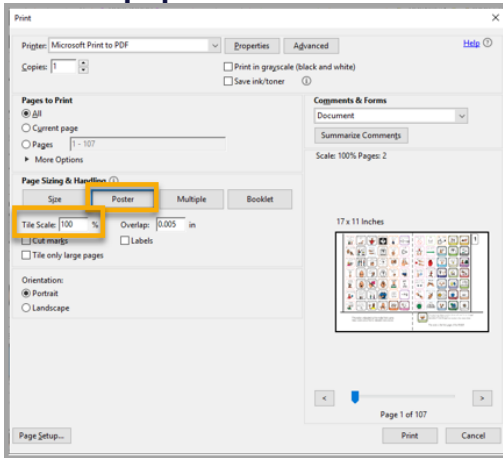 Print
Printer: Microsoft Print to PDF
Properties
Advanced
Help
Copies: 1
Print in grayscale (black and white)
Save ink/toner
Pages to Print
All
Current page
Pages 1 - 107
More Options
Comments & Forms
Document
Summarize Comments
Scale: 100% Pages: 2
Page Sizing & Handling
Size
Poster
Multiple
Booklet
Tile Scale: 100 %
Overlap: 0.005 in
Cut marks
Labels
Tile only large pages
17 x 11 Inches
1
Orientation:
Portrait
Landscape
<
>
Page 1 of 107
Page Setup...
Print
Cancel